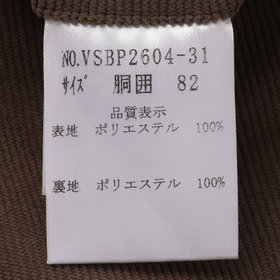 NO.VSBP2604-31
サイズ 胴囲 82
品質表示
表地 ポリエステル 100%
裏地 ポリエステル 100%